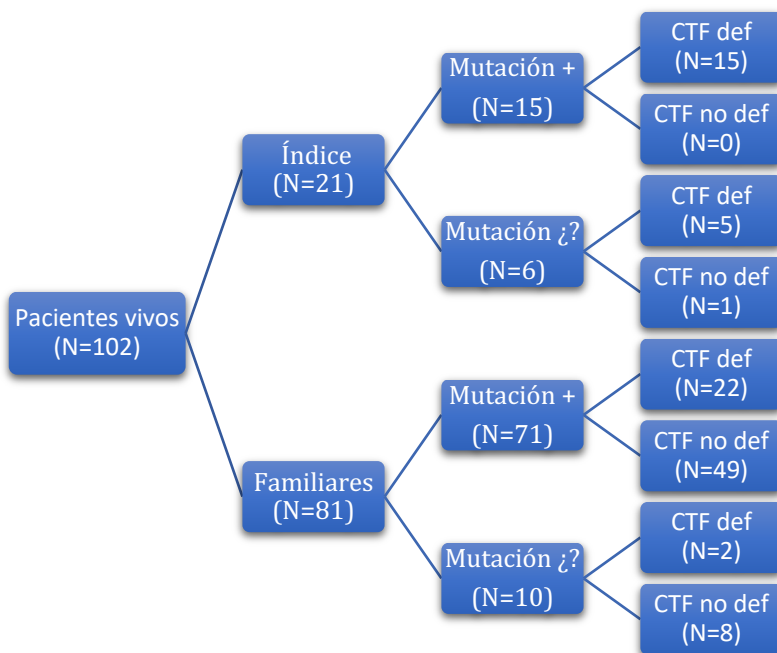 Pacientes vivos
(N=102)
Índice
(N=21)
Mutación +
(N=15)
CTF def
(N=15)
CTF no def
(N=0)
Mutación ¿?
(N=6)
CTF def
(N=5)
CTF no def
(N=1)
Familiares
(N=81)
Mutación +
(N=71)
CTF def
(N=22)
CTF no def
(N=49)
Mutación ¿?
(N=10)
CTF def
(N=2)
CTF no def
(N=8)